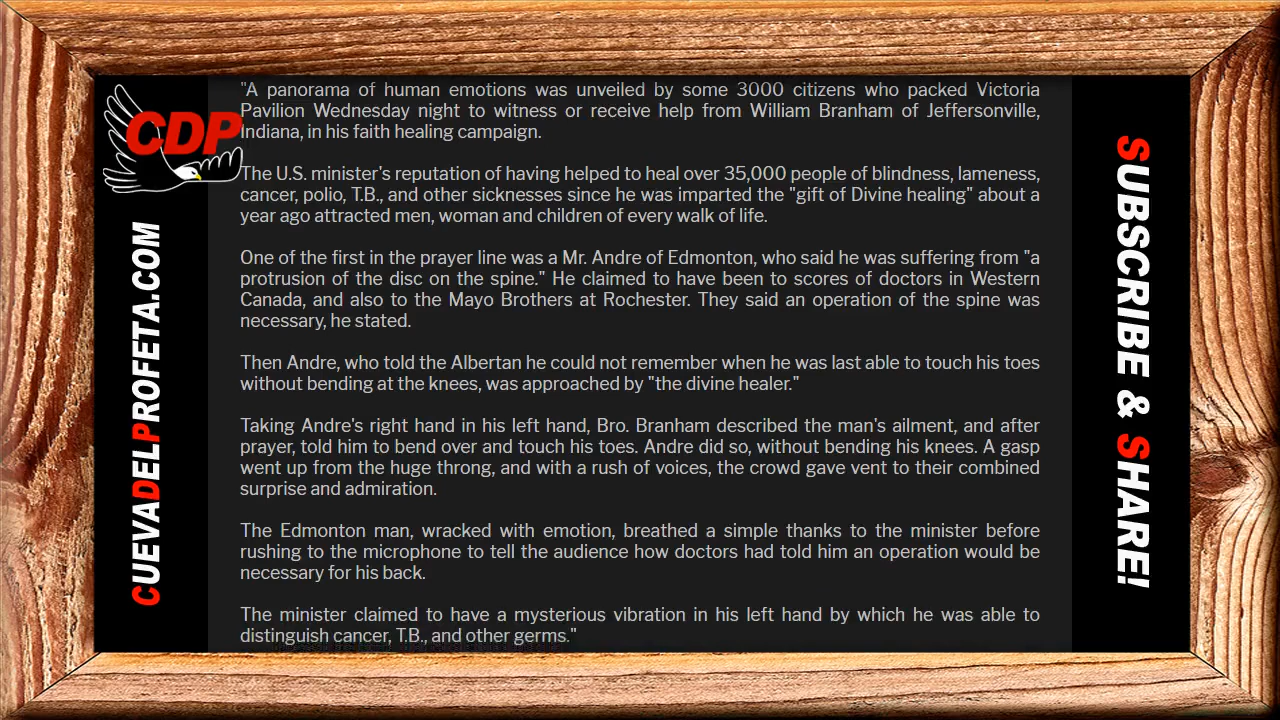 "A panorama of human emotions was unveiled by some 3000 citizens who packed Victoria
Pavilion Wednesday night to witness or receive help from William Branham of Jeffersonville,
Indiana, in his faith healing campaign.
The U.S. minister's reputation of having helped to heal over 35,000 people of blindness, lameness,
cancer, polio, T.B., and other sicknesses since he was imparted the "gift of Divine healing" about a
year ago attracted men, woman and children of every walk of life.
One of the first in the prayer line was a Mr. Andre of Edmonton, who said he was suffering from "a
protrusion of the disc on the spine." He claimed to have been to scores of doctors in Western
Canada, and also to the Mayo Brothers at Rochester. They said an operation of the spine was
necessary, he stated.
Then Andre, who told the Albertan he could not remember when he was last able to touch his toes
without bending at the knees, was approached by "the divine healer."
Taking Andre's right hand in his left hand, Bro. Branham described the man's ailment, and after
prayer, told him to bend over and touch his toes. Andre did so, without bending his knees. A gasp
went up from the huge throng, and with a rush of voices, the crowd gave vent to their combined
surprise and admiration.
The Edmonton man, wracked with emotion, breathed a simple thanks to the minister before
rushing to the microphone to tell the audience how doctors had told him an operation would be
necessary for his back.
The minister claimed to have a mysterious vibration in his left hand by which he was able to
distinguish cancer, T.B., and other germs."
CDP
CUEVADELPROFETA.COM
SUBSCRIBE & SHARE!